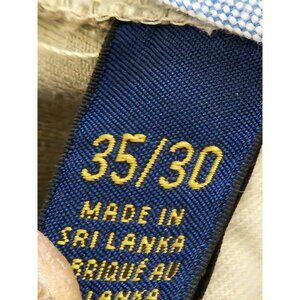 35/30
MADE IN
SRI LANKA
BRIQUÉ AU
LANKA